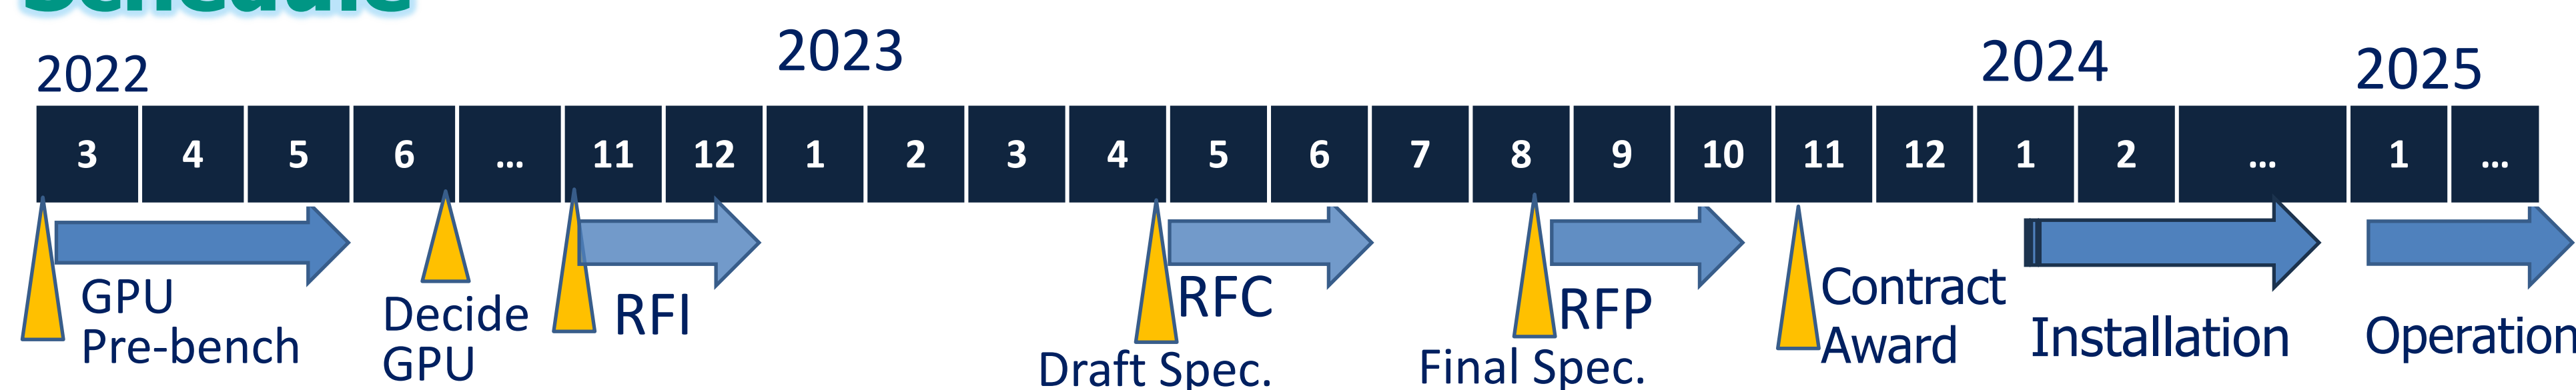 Schedule
2022
2023
2024
2025
3 4 5 6 ... 11 12 1 2 3 4 5 6 7 8 9 10 11 12 1 2 ... 1 ...
GPU
Pre-bench
Decide
GPU
RFI
RFC
Draft Spec.
RFP
Final Spec.
Contract
Award
Installation
Operation